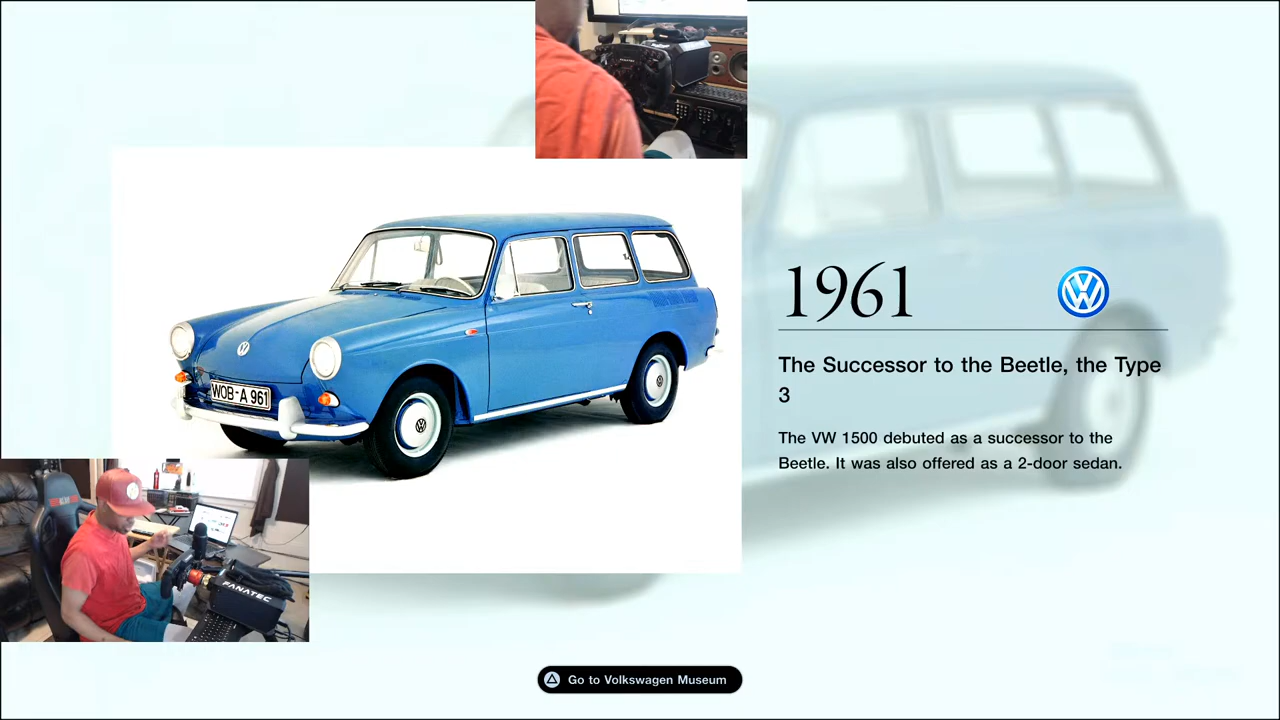 FANATEC
1961
The Successor to the Beetle, the Type
3
The VW 1500 debuted as a successor to the
Beetle. It was also offered as a 2-door sedan.
WOB-A 961
FANATEC
Go to Volkswagen Museum